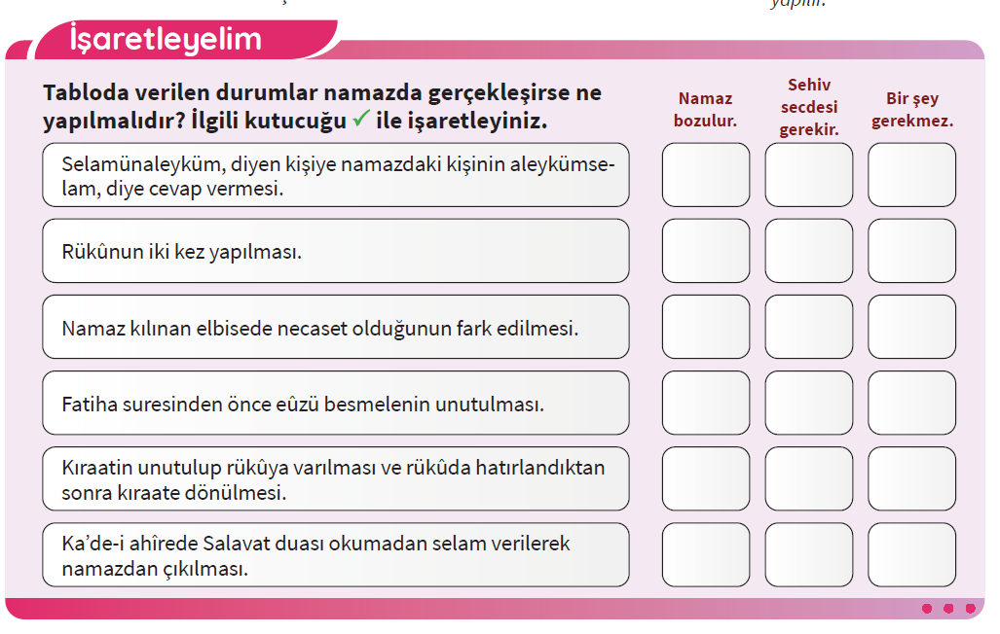 yapılır.
İşaretleyelim
Tabloda verilen durumlar namazda gerçekleşirse ne
yapılmalıdır? İlgili kutucuğu ✓ ile işaretleyiniz.
Namaz
bozulur.
Sehiv
secdesi
gerekir.
Bir şey
gerekmez.
Selamünaleyküm, diyen kişiye namazdaki kişinin aleykümse-
lam, diye cevap vermesi.
Rükûnun iki kez yapılması.
Namaz kılınan elbisede necaset olduğunun fark edilmesi.
Fatiha suresinden önce eûzü besmelenin unutulması.
Kıraatin unutulup rükûya varılması ve rükûda hatırlandıktan
sonra kıraate dönülmesi.
Ka’de-i ahîrede Salavat duası okumadan selam verilerek
namazdan çıkılması.